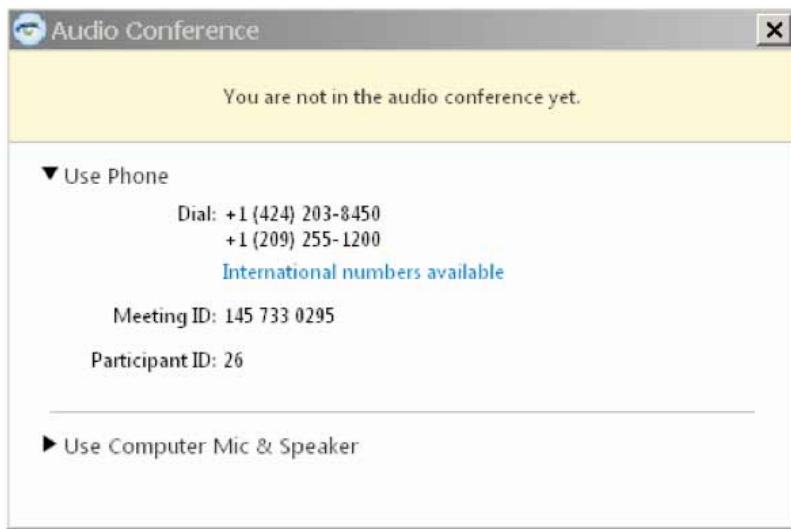 Audio Conference
You are not in the audio conference yet.
Use Phone
Dial: +1 (424) 203-8450
+1 (209) 255-1200
International numbers available
Meeting ID: 145 733 0295
Participant ID: 26
Use Computer Mic & Speaker